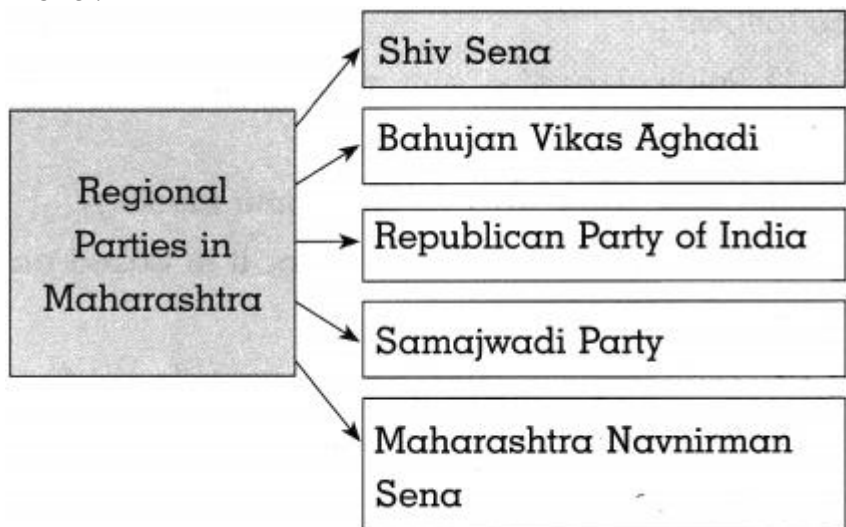 Shiv Sena
Bahujan Vikas Aghadi
Regional
Parties in
Maharashtra
Republican Party of India
Samajwadi Party
Maharashtra Navnirman
Sena